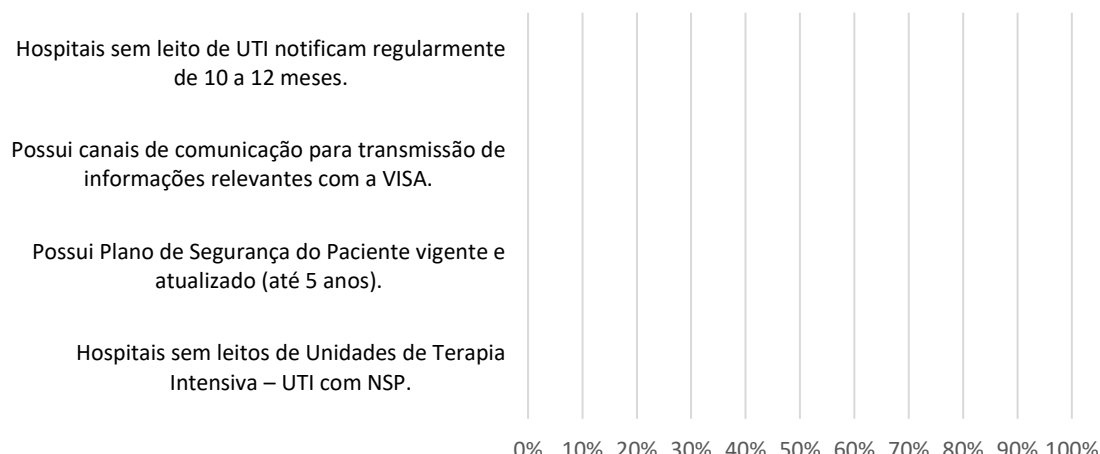 Hospitais sem leito de UTI notificam regularmente
de 10 a 12 meses.
Possui canais de comunicação para transmissão de
informações relevantes com a VISA.
Possui Plano de Segurança do Paciente vigente e
atualizado (até 5 anos).
Hospitais sem leitos de Unidades de Terapia
Intensiva – UTI com NSP.
0% 10% 20% 30% 40% 50% 60% 70% 80% 90% 100%